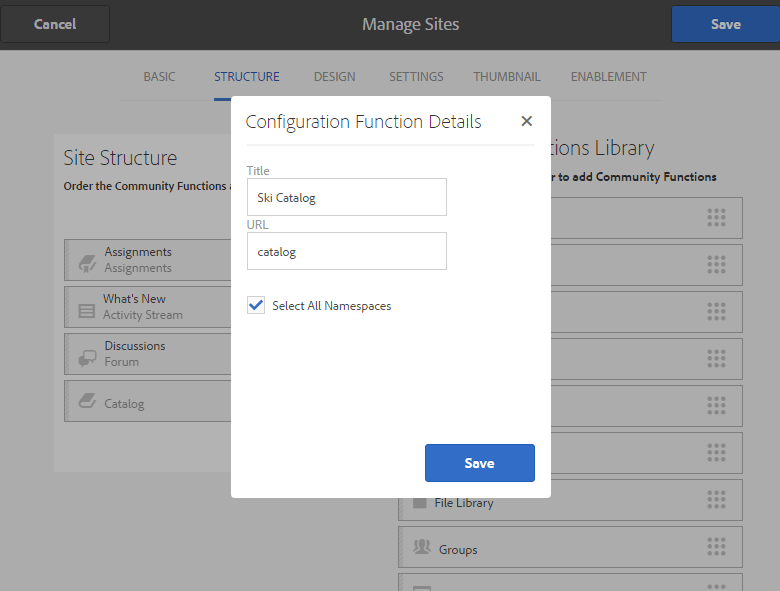 Cancel
Manage Sites
Save
BASIC
STRUCTURE
DESIGN
SETTINGS
THUMBNAIL
ENABLEMENT
Configuration Function Details
Title
Ski Catalog
URL
catalog
Select All Namespaces
Save
Site Structure
Order the Community Functions
Assignments
Assignments
What's New
Activity Stream
Discussions
Forum
Catalog
Library
to add Community Functions
File Library
Groups